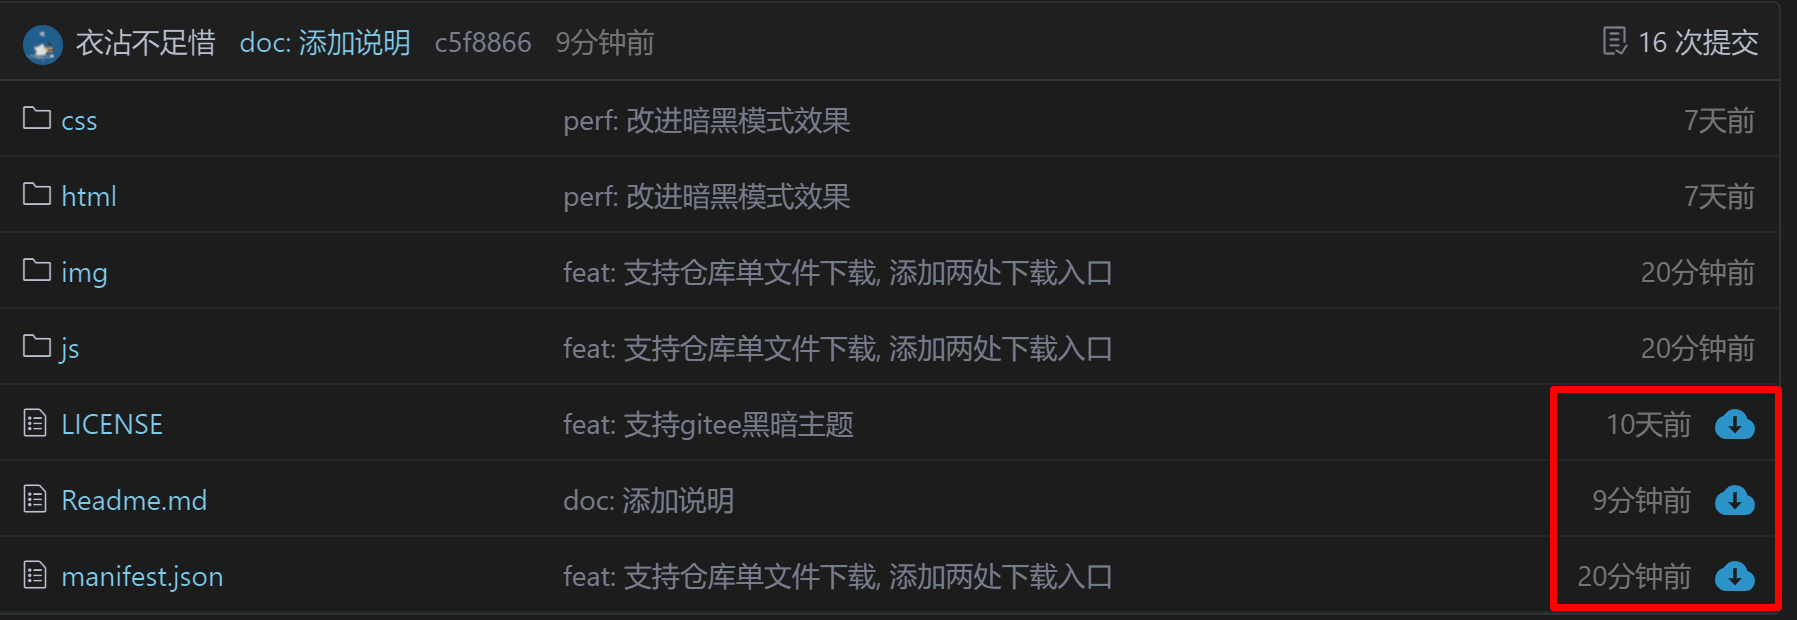 衣沾不足惜 doc: 添加说明 c5f8866 9分钟前 16 次提交
css perf: 改进暗黑模式效果 7天前
html perf: 改进暗黑模式效果 7天前
img feat: 支持仓库单文件下载, 添加两处下载入口 20分钟前
js feat: 支持仓库单文件下载, 添加两处下载入口 20分钟前
LICENSE feat: 支持gitee黑暗主题 10天前
Readme.md doc: 添加说明 9分钟前
manifest.json feat: 支持仓库单文件下载, 添加两处下载入口 20分钟前